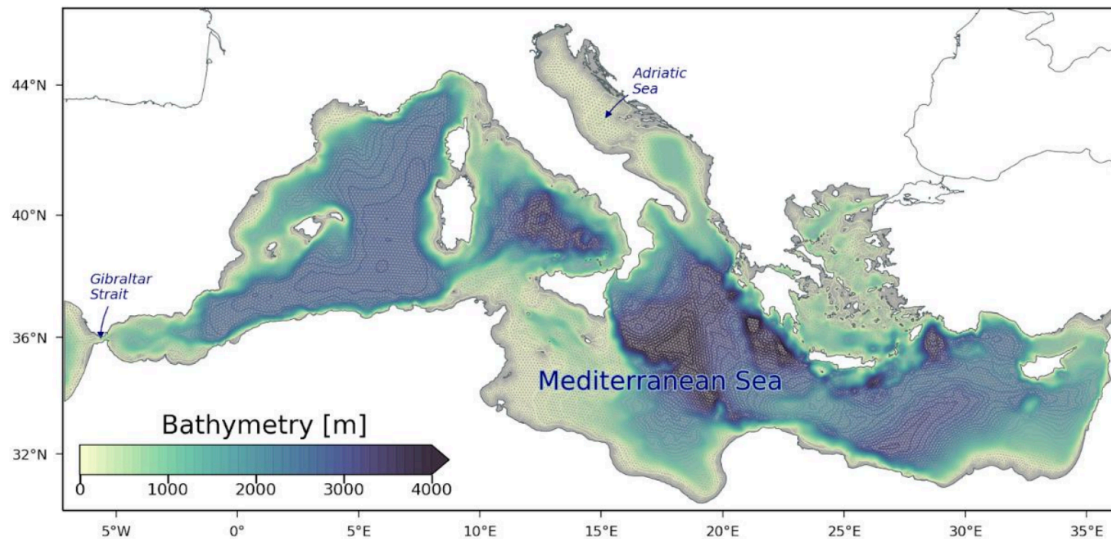 44°N
Adriatic
Sea
40°N
Gibraltar
Strait
36°N
Mediterranean Sea
Bathymetry [m]
32°N
0 1000 2000 3000 4000
5°W 0° 5°E 10°E 15°E 20°E 25°E 30°E 35°E